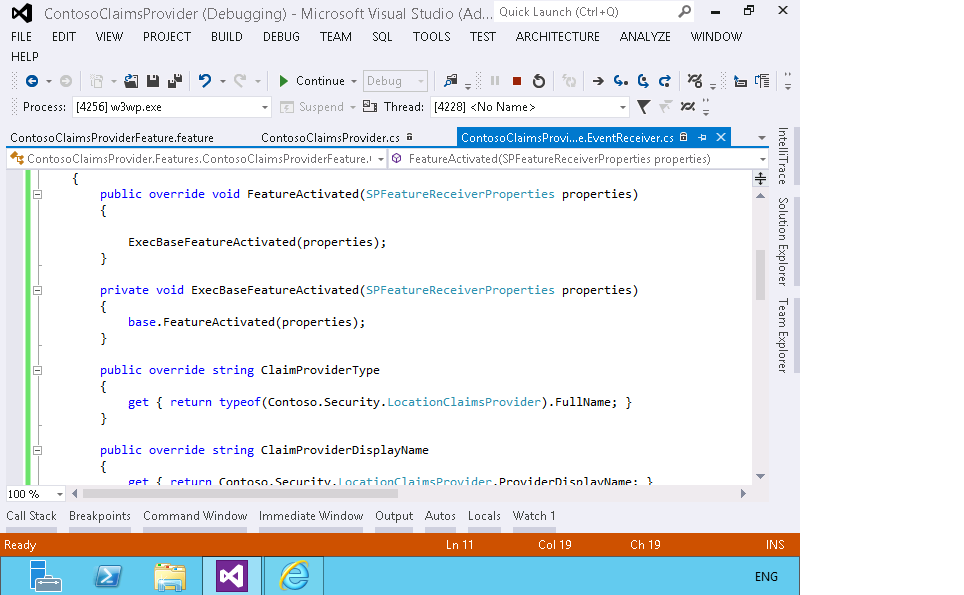 ContosoClaimsProvider (Debugging) - Microsoft Visual Studio (Ad... Quick Launch (Ctrl+Q)
FILE EDIT VIEW PROJECT BUILD DEBUG TEAM SQL TOOLS TEST ARCHITECTURE ANALYZE WINDOW
HELP
Continue Debug
Process: [4256] w3wp.exe Suspend Thread: [4228] <No Name>
ContosoClaimsProviderFeature.feature ContosoClaimsProvider.cs ContosoClaimsProvi...e.EventReceiver.cs
ContosoClaimsProvider.Features.ContosoClaimsProviderFeature.( FeatureActivated(SPFeatureReceiverProperties properties)
{
public override void FeatureActivated(SPFeatureReceiverProperties properties)
{
ExecBaseFeatureActivated(properties);
}
private void ExecBaseFeatureActivated(SPFeatureReceiverProperties properties)
{
base.FeatureActivated(properties);
}
public override string ClaimProviderType
{
get { return typeof(Contoso.Security.LocationClaimsProvider).FullName; }
}
public override string ClaimProviderDisplayName
{
get { return Contoso.Security.LocationClaimsProvider.ProviderDisplayName; }
100 %
IntelliTrace
Solution Explorer
Team Explorer
Call Stack Breakpoints Command Window Immediate Window Output Autos Locals Watch 1
Ready Ln 11 Col 19 Ch 19 INS
ENG